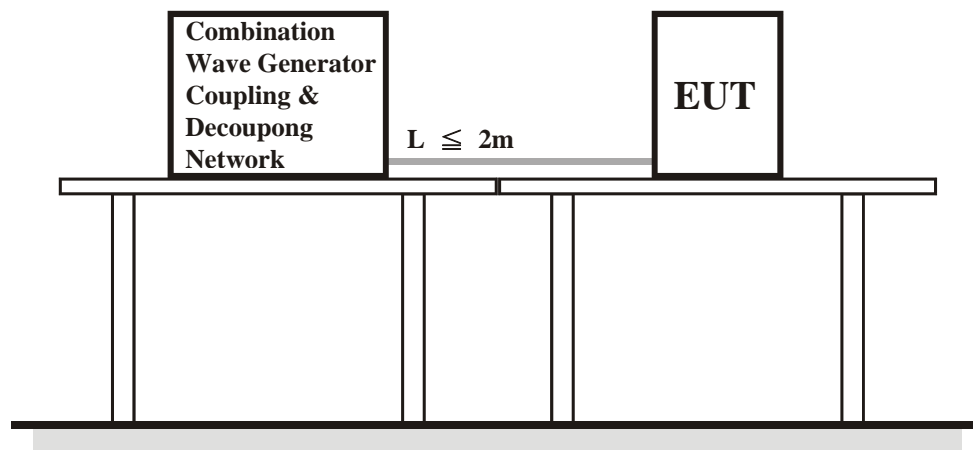 Combination
Wave Generator
Coupling &
Decoupong
Network
L ≦ 2m
EUT